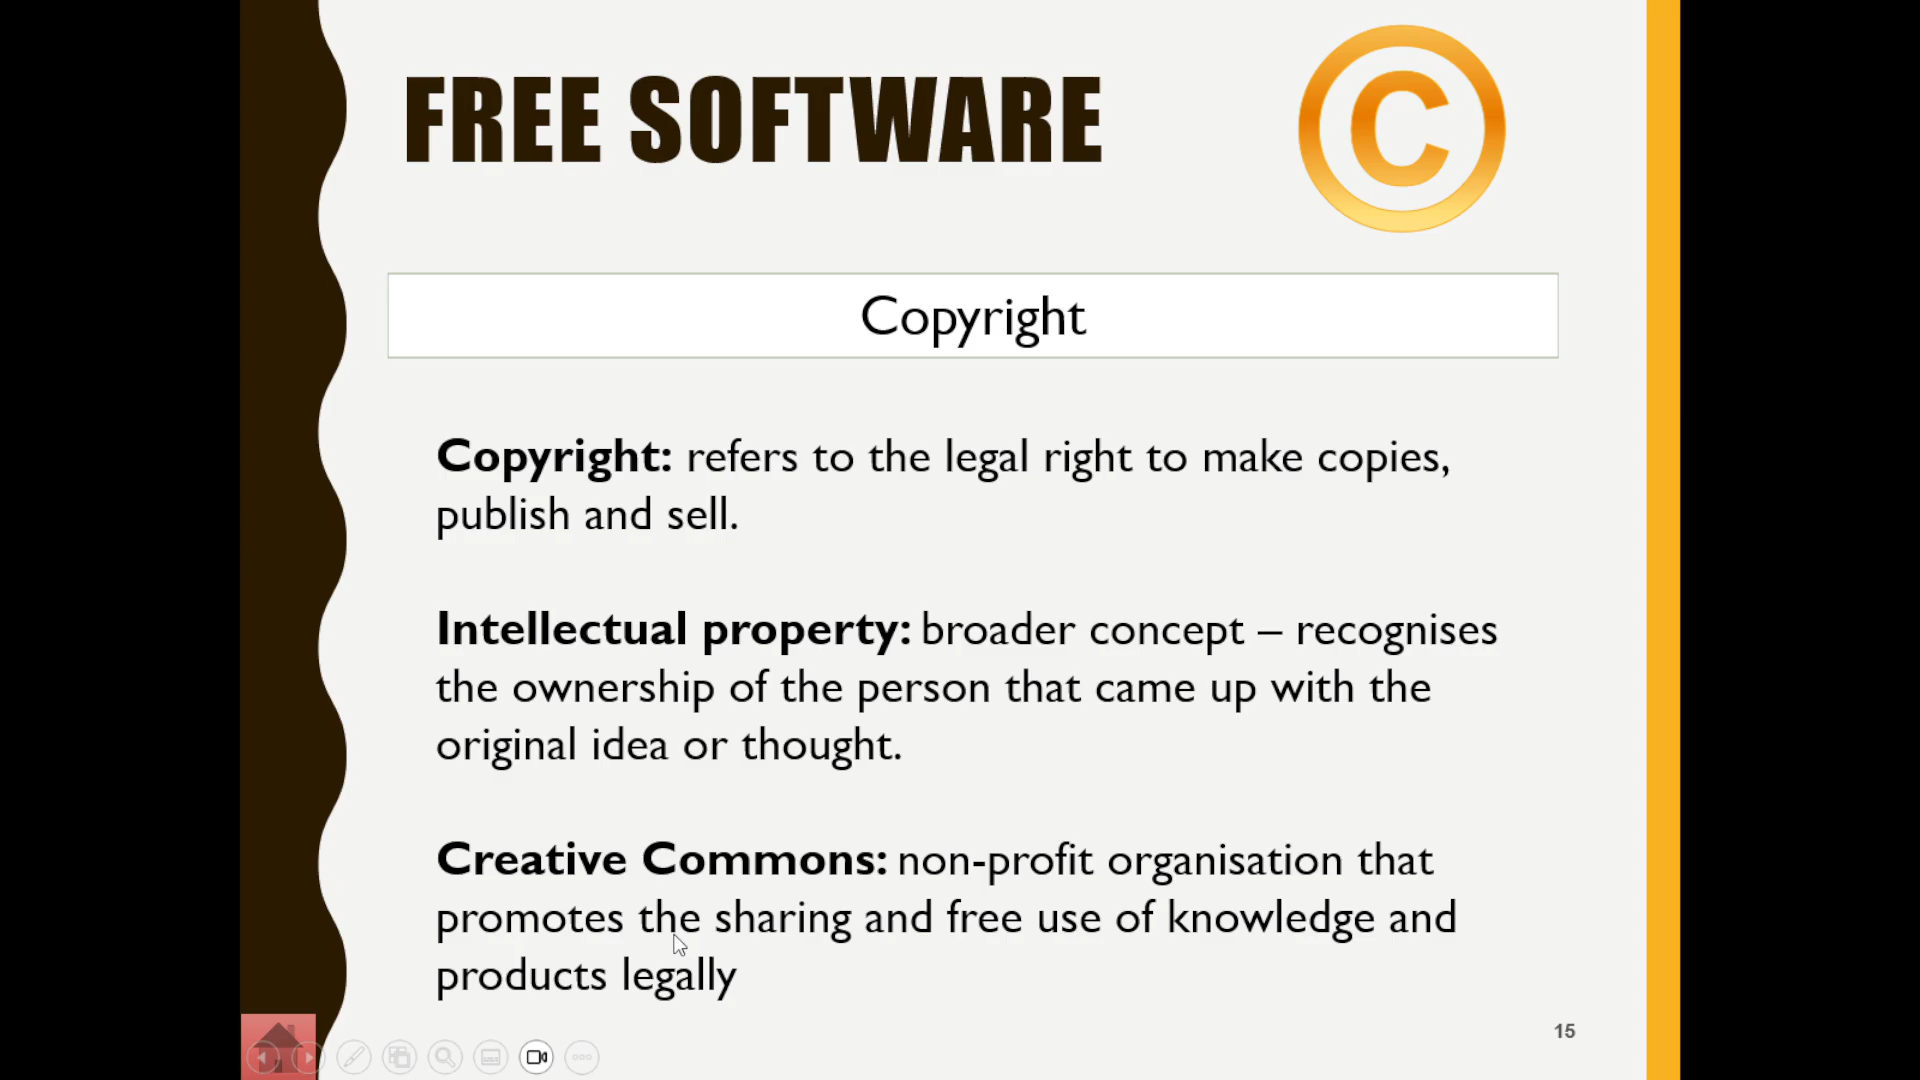 FREE SOFTWARE
©
Copyright
Copyright: refers to the legal right to make copies,
publish and sell.
Intellectual property: broader concept – recognises
the ownership of the person that came up with the
original idea or thought.
Creative Commons: non-profit organisation that
promotes the sharing and free use of knowledge and
products legally
15